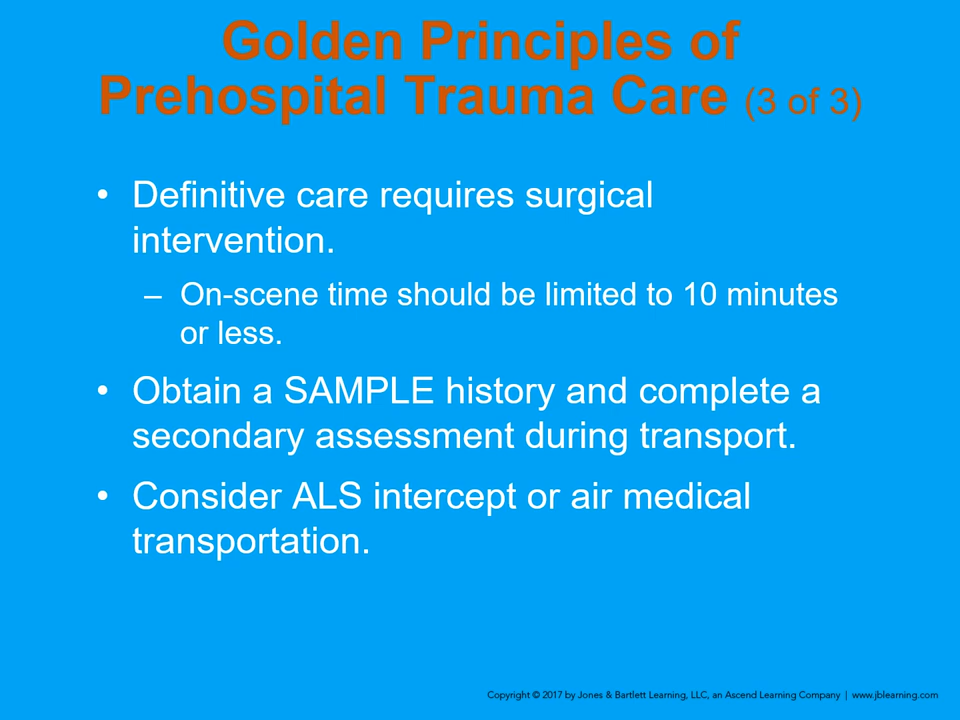 Golden Principles of
Prehospital Trauma Care (3 of 3)
• Definitive care requires surgical
intervention.
– On-scene time should be limited to 10 minutes
or less.
• Obtain a SAMPLE history and complete a
secondary assessment during transport.
• Consider ALS intercept or air medical
transportation.
Copyright © 2017 by Jones & Bartlett Learning, LLC, an Ascend Learning Company | www.jblearning.com